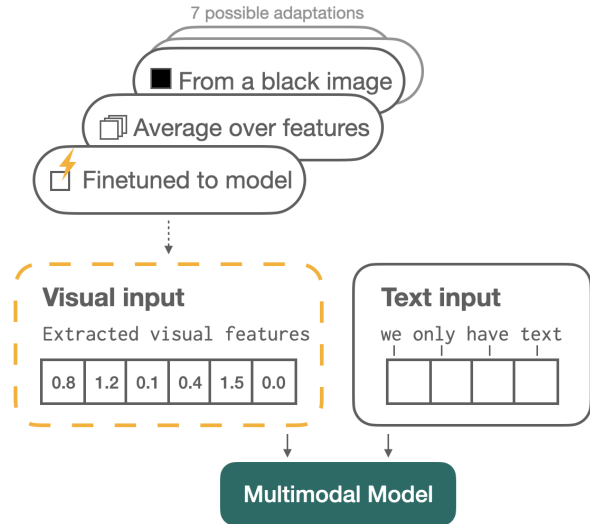 7 possible adaptations
From a black image
Average over features
Finetuned to model
Visual input
Extracted visual features
0.8 1.2 0.1 0.4 1.5 0.0
Text input
we only have text
Multimodal Model